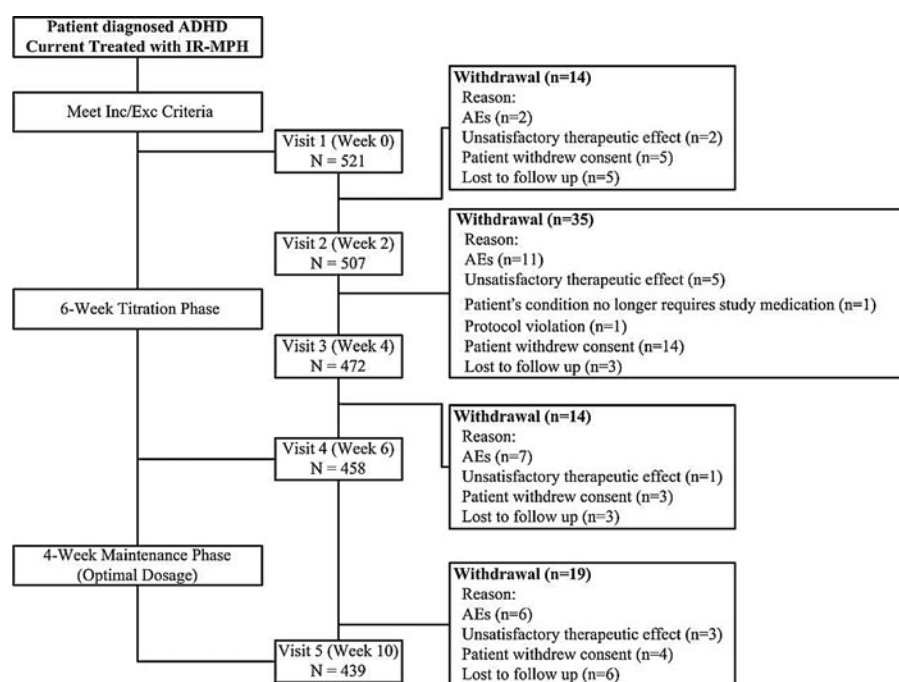 Patient diagnosed ADHD
Current Treated with IR-MPH
Meet Inc/Exc Criteria
6-Week Titration Phase
4-Week Maintenance Phase
(Optimal Dosage)
Visit 1 (Week 0)
N = 521
Visit 2 (Week 2)
N = 507
Visit 3 (Week 4)
N = 472
Visit 4 (Week 6)
N = 458
Visit 5 (Week 10)
N = 439
Withdrawal (n=14)
Reason:
AEs (n=2)
Unsatisfactory therapeutic effect (n=2)
Patient withdrew consent (n=5)
Lost to follow up (n=5)
Withdrawal (n=35)
Reason:
AEs (n=11)
Unsatisfactory therapeutic effect (n=5)
Patient's condition no longer requires study medication (n=1)
Protocol violation (n=1)
Patient withdrew consent (n=14)
Lost to follow up (n=3)
Withdrawal (n=14)
Reason:
AEs (n=7)
Unsatisfactory therapeutic effect (n=1)
Patient withdrew consent (n=3)
Lost to follow up (n=3)
Withdrawal (n=19)
Reason:
AEs (n=6)
Unsatisfactory therapeutic effect (n=3)
Patient withdrew consent (n=4)
Lost to follow up (n=6)